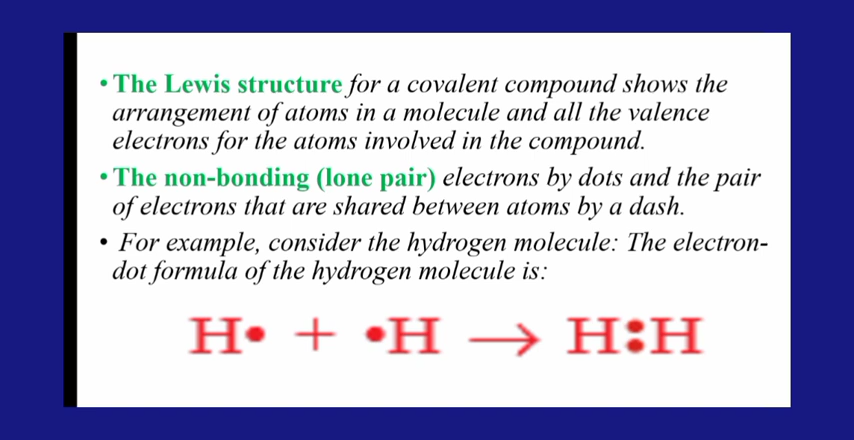 • The Lewis structure for a covalent compound shows the
arrangement of atoms in a molecule and all the valence
electrons for the atoms involved in the compound.
• The non-bonding (lone pair) electrons by dots and the pair
of electrons that are shared between atoms by a dash.
• For example, consider the hydrogen molecule: The electron-
dot formula of the hydrogen molecule is:
H• + •H → H:H